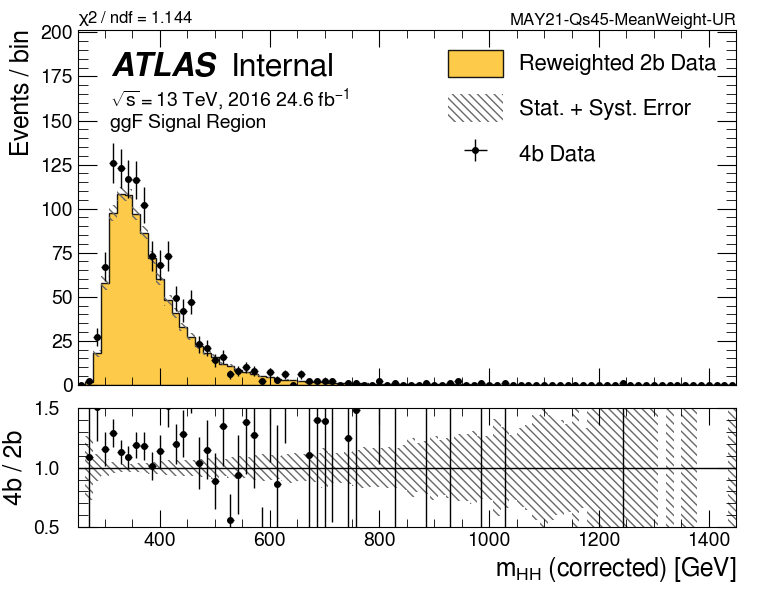 χ² / ndf = 1.144
MAY21-Qs45-MeanWeight-UR
Events / bin
200
175
150
125
100
75
50
25
0
ATLAS Internal
√s = 13 TeV, 2016 24.6 fb⁻¹
ggF Signal Region
Reweighted 2b Data
Stat. + Syst. Error
4b Data
4b / 2b
1.5
1.0
0.5
400 600 800 1000 1200 1400
m_HH (corrected) [GeV]